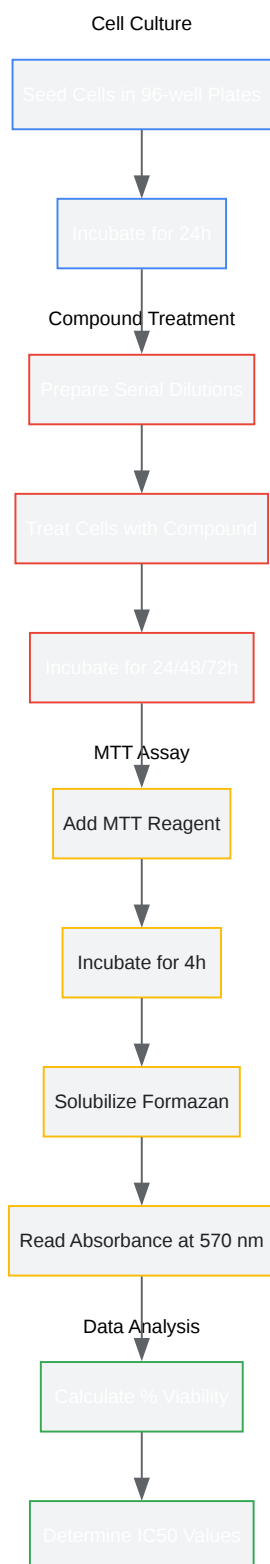 Cell Culture
Seed Cells in 96-well Plates
Incubate for 24h
Compound Treatment
Prepare Serial Dilutions
Treat Cells with Compound
Incubate for 24/48/72h
MTT Assay
Add MTT Reagent
Incubate for 4h
Solubilize Formazan
Read Absorbance at 570 nm
Data Analysis
Calculate % Viability
Determine IC50 Values